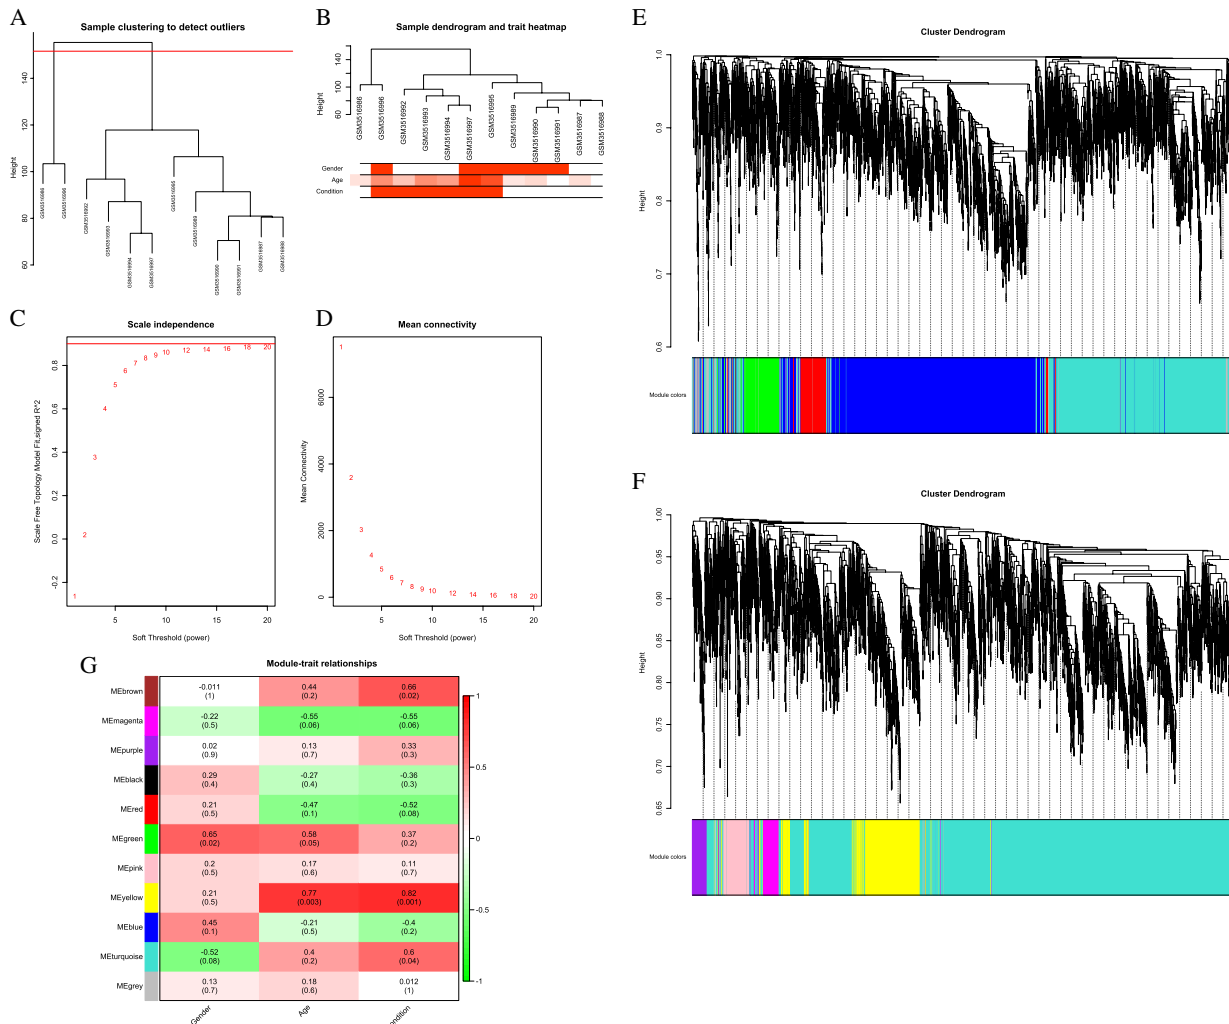 A
Sample clustering to detect outliers
Height
60
80
100
120
140
GSM3516986
GSM3516996
GSM3516992
GSM3516993
GSM3516994
GSM3516997
GSM3516995
GSM3516989
GSM3516990
GSM3516991
GSM3516987
GSM3516988
B
Sample dendrogram and trait heatmap
Height
60
100
140
GSM3516986
GSM3516996
GSM3516992
GSM3516993
GSM3516994
GSM3516997
GSM3516995
GSM3516989
GSM3516990
GSM3516991
GSM3516987
GSM3516988
Gender
Age
Condition
C
Scale independence
Scale Free Topology Model Fit,signed R^2
-0.2
0.0
0.2
0.4
0.6
0.8
1
2
3
4
5
6
7
8
9
10
12
14
16
18
20
5
10
15
20
Soft Threshold (power)
D
Mean connectivity
Mean Connectivity
0
2000
4000
6000
1
2
3
4
5
6
7
8
9
10
12
14
16
18
20
5
10
15
20
Soft Threshold (power)
E
Cluster Dendrogram
Height
0.6
0.7
0.8
0.9
1.0
Module colors
F
Cluster Dendrogram
Height
0.65
0.70
0.75
0.80
0.85
0.90
0.95
1.00
Module colors
G
Module-trait relationships
MEbrown
-0.011 0.44 0.66
(1) (0.2) (0.02)
MEmagenta
-0.22 -0.55 -0.55
(0.5) (0.06) (0.06)
MEpurple
0.02 0.13 0.33
(0.9) (0.7) (0.3)
MEblack
0.29 -0.27 -0.36
(0.4) (0.4) (0.3)
MEred
0.21 -0.47 -0.52
(0.5) (0.1) (0.08)
MEgreen
0.65 0.58 0.37
(0.02) (0.05) (0.2)
MEpink
0.2 0.17 0.11
(0.5) (0.6) (0.7)
MEyellow
0.21 0.77 0.82
(0.5) (0.003) (0.001)
MEblue
0.45 -0.21 -0.4
(0.1) (0.5) (0.2)
MEturquoise
-0.52 0.4 0.6
(0.08) (0.2) (0.04)
MEgrey
0.13 0.18 0.012
(0.7) (0.6) (1)
Gender
Age
ondition
1
0.5
0
-0.5
-1